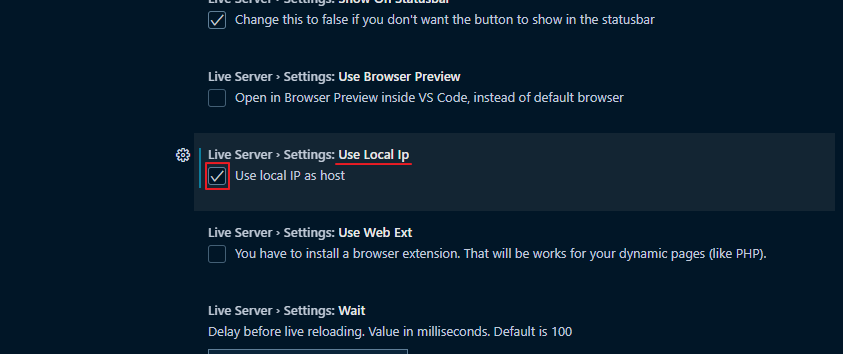 Live Server › Settings: Show On Statusbar
Change this to false if you don't want the button to show in the statusbar
Live Server › Settings: Use Browser Preview
Open in Browser Preview inside VS Code, instead of default browser
Live Server › Settings: Use Local Ip
Use local IP as host
Live Server › Settings: Use Web Ext
You have to install a browser extension. That will be works for your dynamic pages (like PHP).
Live Server › Settings: Wait
Delay before live reloading. Value in milliseconds. Default is 100